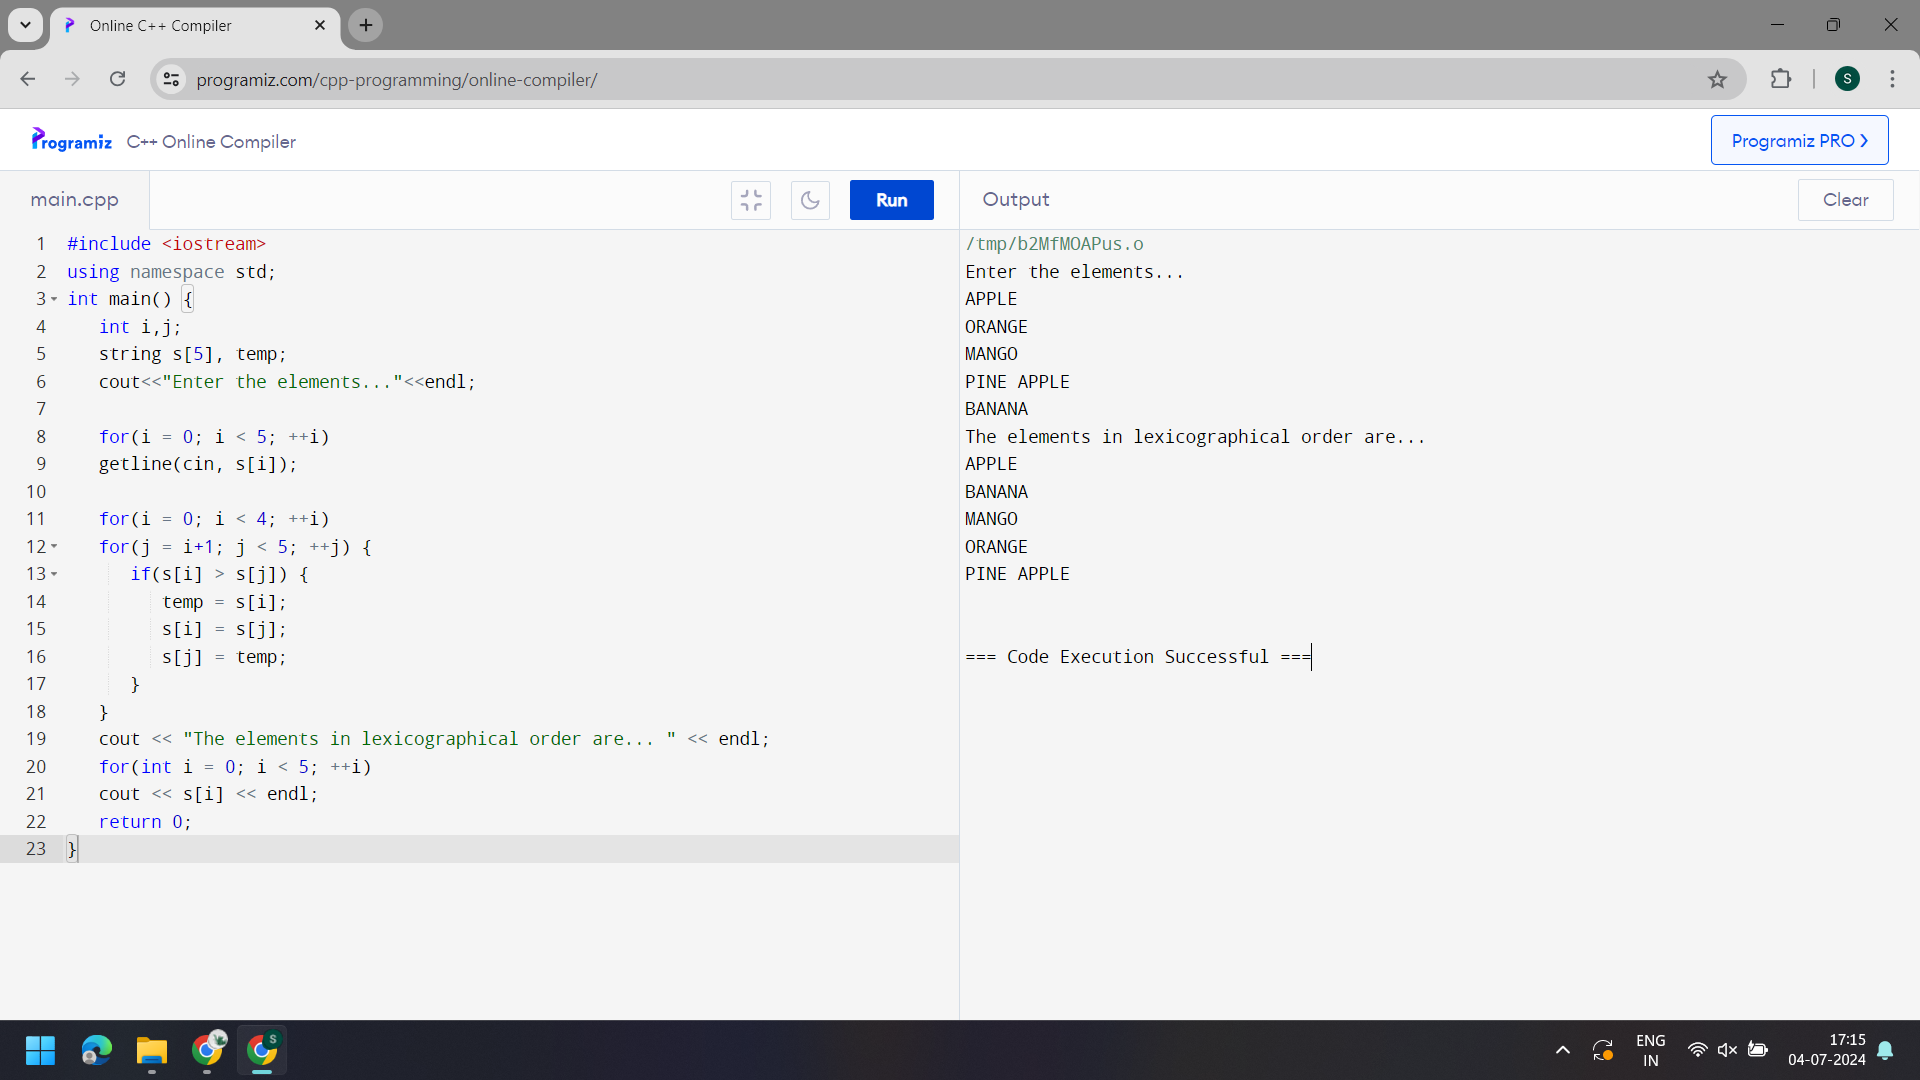 Online C++ Compiler
programiz.com/cpp-programming/online-compiler/
S
Programiz C++ Online Compiler
Programiz PRO
main.cpp
Run
Output
Clear
1 #include <iostream>
2 using namespace std;
3 int main() {
4 int i,j;
5 string s[5], temp;
6 cout<<"Enter the elements..."<<endl;
7
8 for(i = 0; i < 5; ++i)
9 getline(cin, s[i]);
10
11 for(i = 0; i < 4; ++i)
12 for(j = i+1; j < 5; ++j) {
13 if(s[i] > s[j]) {
14 temp = s[i];
15 s[i] = s[j];
16 s[j] = temp;
17 }
18 }
19 cout << "The elements in lexicographical order are... " << endl;
20 for(int i = 0; i < 5; ++i)
21 cout << s[i] << endl;
22 return 0;
23 }
/tmp/b2MfMOAPus.o
Enter the elements...
APPLE
ORANGE
MANGO
PINE APPLE
BANANA
The elements in lexicographical order are...
APPLE
BANANA
MANGO
ORANGE
PINE APPLE
=== Code Execution Successful ===
S
ENG
IN
17:15
04-07-2024